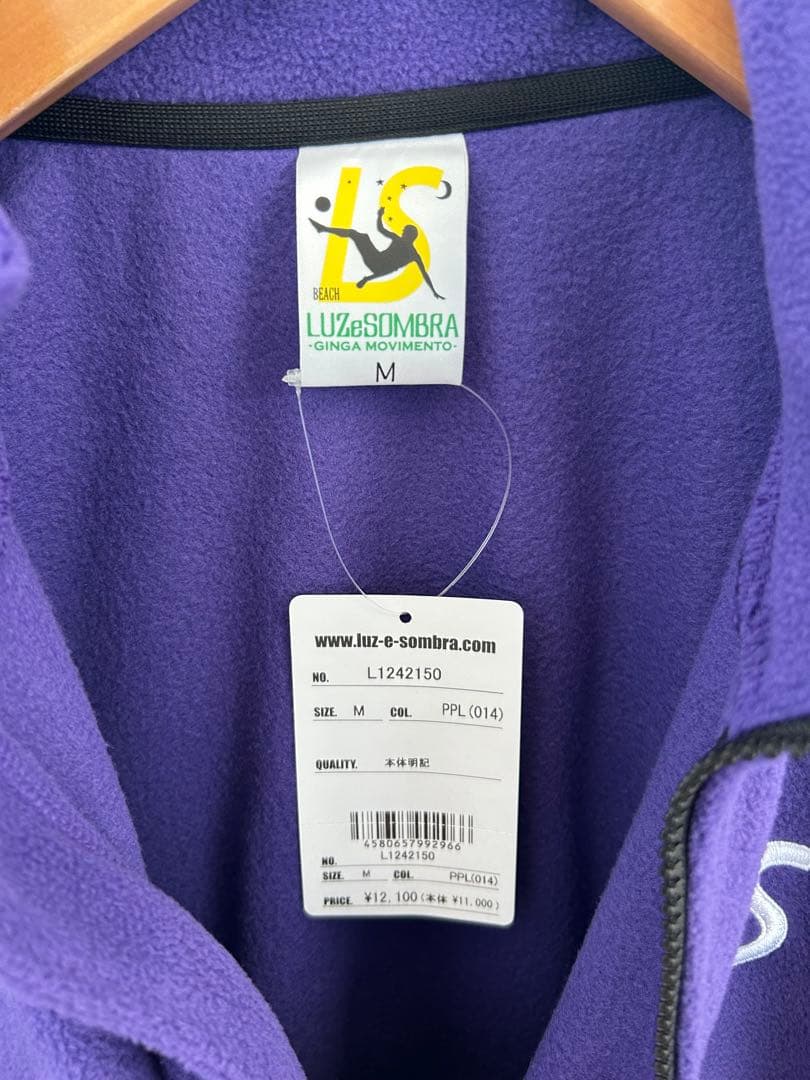 LS
BEACH
LUZeSOMBRA
·GINGA MOVIMENTO·
M
www.luz-e-sombra.com
NO. L1242150
SIZE. M COL. PPL(014)
QUALITY. 本体明記
4580657992966
NO. L1242150
SIZE. M COL. PPL(014)
PRICE. ¥12,100(本体 ¥11,000)
S